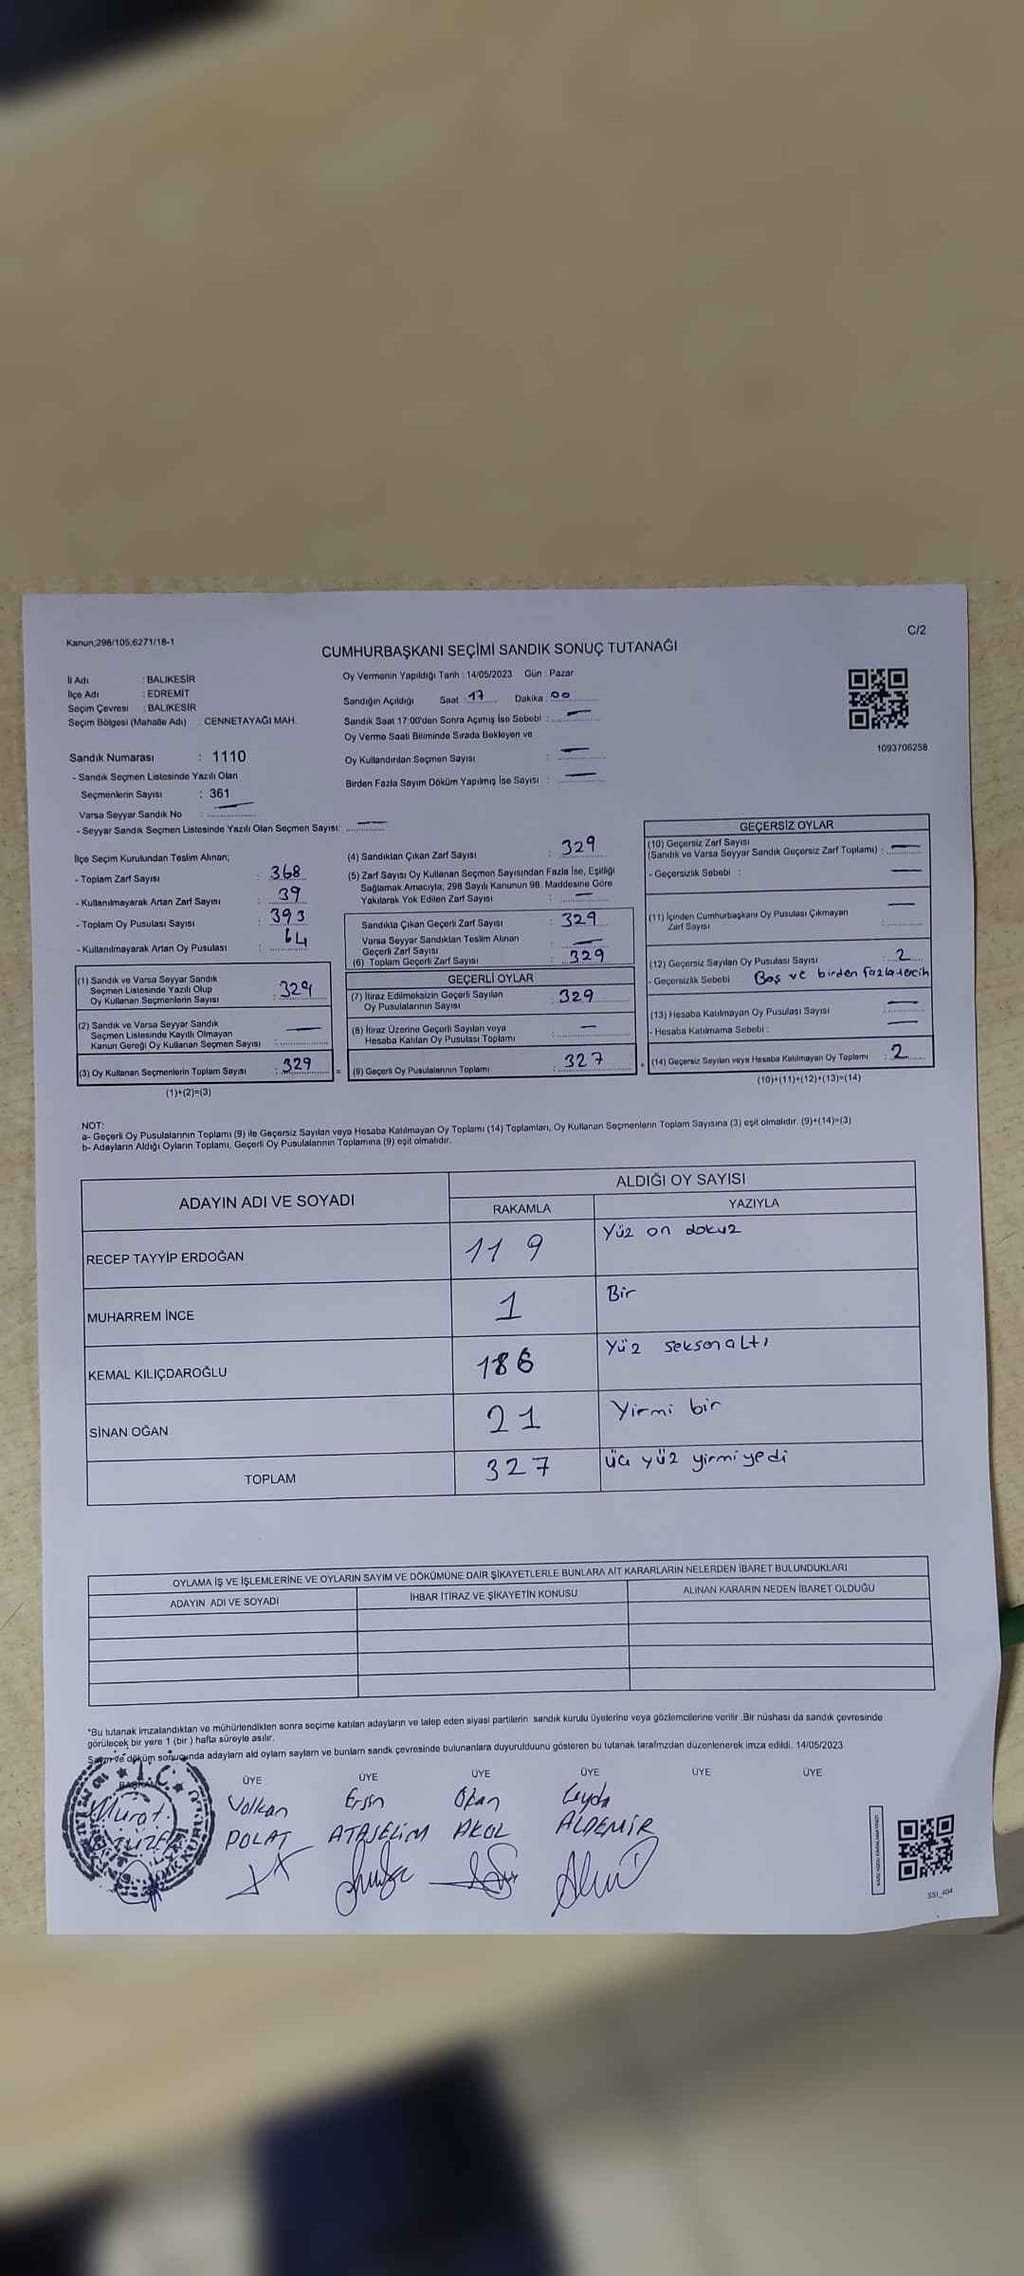 Kanun;298/105,6271/18-1
C/2
CUMHURBAŞKANI SEÇİMİ SANDIK SONUÇ TUTANAĞI
İl Adı : BALIKESİR
İlçe Adı : EDREMİT
Seçim Çevresi : BALIKESİR
Seçim Bölgesi (Mahalle Adı) : CENNETAYAĞI MAH.
Sandık Numarası : 1110
- Sandık Seçmen Listesinde Yazılı Olan
Seçmenlerin Sayısı : 361
Varsa Seyyar Sandık No : —
- Seyyar Sandık Seçmen Listesinde Yazılı Olan Seçmen Sayısı: —
Oy Vermenin Yapıldığı Tarih : 14/05/2023 Gün : Pazar
Sandığın Açıldığı Saat : 17 Dakika : 00
Sandık Saat 17:00'den Sonra Açımış İse Sebebi : —
Oy Verme Saati Bitiminde Sırada Bekleyen ve
Oy Kullandırılan Seçmen Sayısı : —
Birden Fazla Sayım Döküm Yapılmış İse Sayısı : —
1093706258
İlçe Seçim Kurulundan Teslim Alınan;
- Toplam Zarf Sayısı : 368
- Kullanılmayarak Artan Zarf Sayısı : 39
- Toplam Oy Pusulası Sayısı : 393
- Kullanılmayarak Artan Oy Pusulası : 64
(1) Sandık ve Varsa Seyyar Sandık
Seçmen Listesinde Yazılı Olup
Oy Kullanan Seçmenlerin Sayısı : 329
(2) Sandık ve Varsa Seyyar Sandık
Seçmen Listesinde Kayıtlı Olmayan
Kanun Gereği Oy Kullanan Seçmen Sayısı : —
(3) Oy Kullanan Seçmenlerin Toplam Sayısı : 329
(1)+(2)=(3)
(4) Sandıktan Çıkan Zarf Sayısı : 329
(5) Zarf Sayısı Oy Kullanan Seçmen Sayısından Fazla İse, Eşitliği
Sağlamak Amacıyla; 298 Sayılı Kanunun 98. Maddesine Göre
Yakılarak Yok Edilen Zarf Sayısı : —
Sandıkta Çıkan Geçerli Zarf Sayısı : 329
Varsa Seyyar Sandıktan Teslim Alınan
Geçerli Zarf Sayısı : —
(6) Toplam Geçerli Zarf Sayısı : 329
GEÇERLİ OYLAR
(7) İtiraz Edilmeksizin Geçerli Sayılan
Oy Pusulalarının Sayısı : 329
(8) İtiraz Üzerine Geçerli Sayılan veya
Hesaba Katılan Oy Pusulası Toplamı : —
= (9) Geçerli Oy Pusulalarının Toplamı : 327
GEÇERSİZ OYLAR
(10) Geçersiz Zarf Sayısı
(Sandık ve Varsa Seyyar Sandık Geçersiz Zarf Toplamı) : —
- Geçersizlik Sebebi : —
(11) İçinden Cumhurbaşkanı Oy Pusulası Çıkmayan
Zarf Sayısı : —
(12) Geçersiz Sayılan Oy Pusulası Sayısı : 2
- Geçersizlik Sebebi Boş ve birden fazla tercih
(13) Hesaba Katılmayan Oy Pusulası Sayısı : —
- Hesaba Katılmama Sebebi : —
+ (14) Geçersiz Sayılan veya Hesaba Katılmayan Oy Toplamı : 2
(10)+(11)+(12)+(13)=(14)
NOT:
a- Geçerli Oy Pusulalarının Toplamı (9) ile Geçersiz Sayılan veya Hesaba Katılmayan Oy Toplamı (14) Toplamları, Oy Kullanan Seçmenlerin Toplam Sayısına (3) eşit olmalıdır. (9)+(14)=(3)
b- Adayların Aldığı Oyların Toplamı, Geçerli Oy Pusulalarının Toplamına (9) eşit olmalıdır.
ADAYIN ADI VE SOYADI
ALDIĞI OY SAYISI
RAKAMLA YAZIYLA
RECEP TAYYİP ERDOĞAN 119 Yüz on dokuz
MUHARREM İNCE 1 Bir
KEMAL KILIÇDAROĞLU 186 Yüz seksenaltı
SİNAN OĞAN 21 Yirmi bir
TOPLAM 327 üç yüz yirmi yedi
OYLAMA İŞ VE İŞLEMLERİNE VE OYLARIN SAYIM VE DÖKÜMÜNE DAİR ŞİKAYETLERLE BUNLARA AİT KARARLARIN NELERDEN İBARET BULUNDUKLARI
ADAYIN ADI VE SOYADI İHBAR İTİRAZ VE ŞİKAYETİN KONUSU ALINAN KARARIN NEDEN İBARET OLDUĞU
*Bu tutanak imzalandıktan ve mühürlendikten sonra seçime katılan adayların ve talep eden siyasi partilerin sandık kurulu üyelerine veya gözlemcilerine verilir .Bir nüshası da sandık çevresinde
görülecek bir yere 1 (bir ) hafta süreyle asılır.
Sayım ve döküm sonucunda adayların ald oyların sayların ve bunların sandk çevresinde bulunanlara duyurulduunu gösteren bu tutanak tarafmzdan düzenlenerek imza edildi. 14/05/2023
T.C.
BAŞKAN ÜYE ÜYE ÜYE ÜYE ÜYE ÜYE
Murat Volkan Ersin Okan Ceyda
POLAT AKOL ALDEMİR
SSI_404